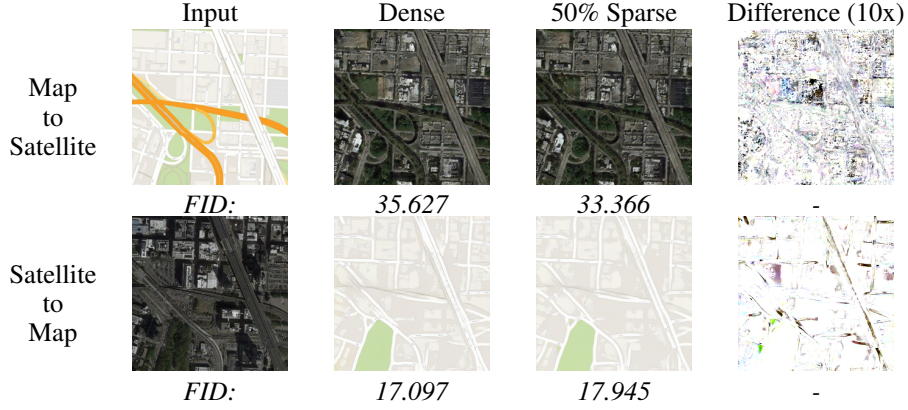 Input Dense 50% Sparse Difference (10x)
Map
to
Satellite
FID: 35.627 33.366 -
Satellite
to
Map
FID: 17.097 17.945 -